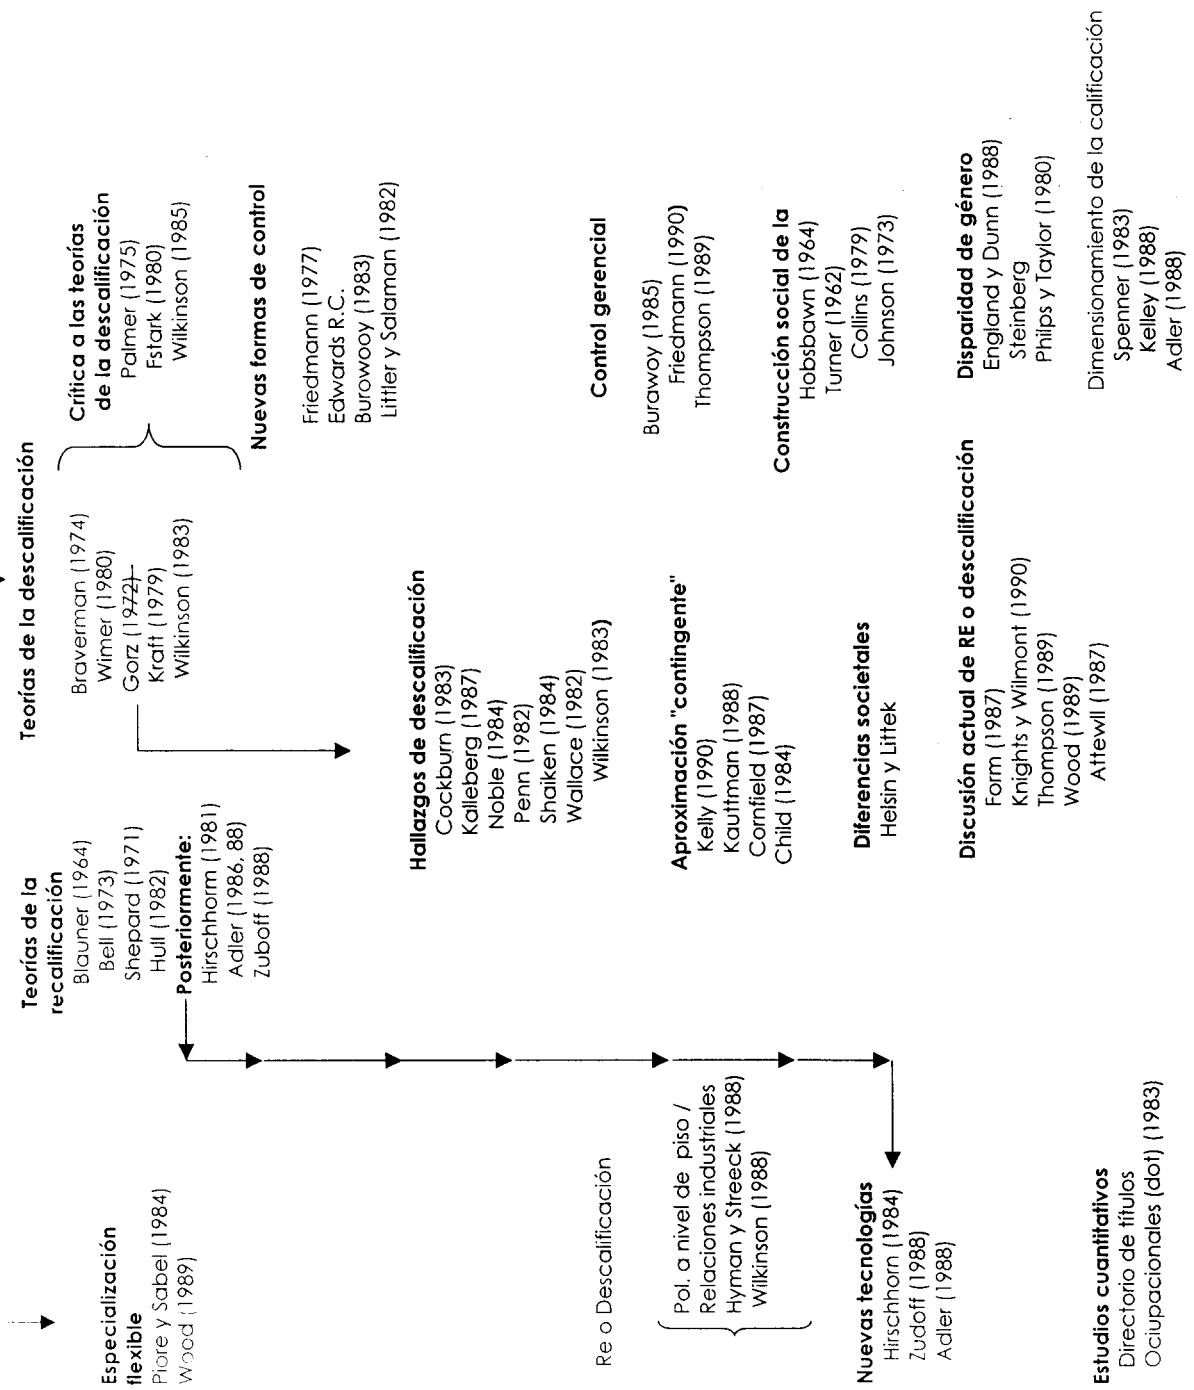 Especialización
flexible
Piore y Sabel (1984)
Wood (1989)
Teorías de la
recalificación
Blauner (1964)
Bell (1973)
Shepard (1971)
Hull (1982)
Posteriormente:
Hirschhorm (1981)
Adler (1986, 88)
Zuboff (1988)
Teorías de la descalificación
Braverman (1974)
Wimer (1980)
Gorz (1972)
Kraft (1979)
Wilkinson (1983)
Crítica a las teorías
de la descalificación
Palmer (1975)
Fstark (1980)
Wilkinson (1985)
Nuevas formas de control
Friedmann (1977)
Edwards R.C.
Burowooy (1983)
Littler y Salaman (1982)
Hallazgos de descalificación
Cockburn (1983)
Kalleberg (1987)
Noble (1984)
Penn (1982)
Shaiken (1984)
Wallace (1982)
Wilkinson (1983)
Re o Descalificación
Control gerencial
Burawoy (1985)
Friedmann (1990)
Thompson (1989)
Pol. a nivel de piso /
Relaciones industriales
Hyman y Streeck (1988)
Wilkinson (1988)
Aproximación "contingente"
Kelly (1990)
Kauttman (1988)
Cornfield (1987)
Child (1984)
Construcción social de la
Hobsbawn (1964)
Turner (1962)
Collins (1979)
Johnson (1973)
Nuevas tecnologías
Hirschhorn (1984)
Zudoff (1988)
Adler (1988)
Diferencias societales
Helsin y Littek
Discusión actual de RE o descalificación
Form (1987)
Knights y Wilmont (1990)
Thompson (1989)
Wood (1989)
Attewll (1987)
Disparidad de género
England y Dunn (1988)
Steinberg
Philps y Taylor (1980)
Estudios cuantitativos
Directorio de títulos
Ociupacionales (dot) (1983)
Dimensionamiento de la calificación
Spenner (1983)
Kelley (1988)
Adler (1988)